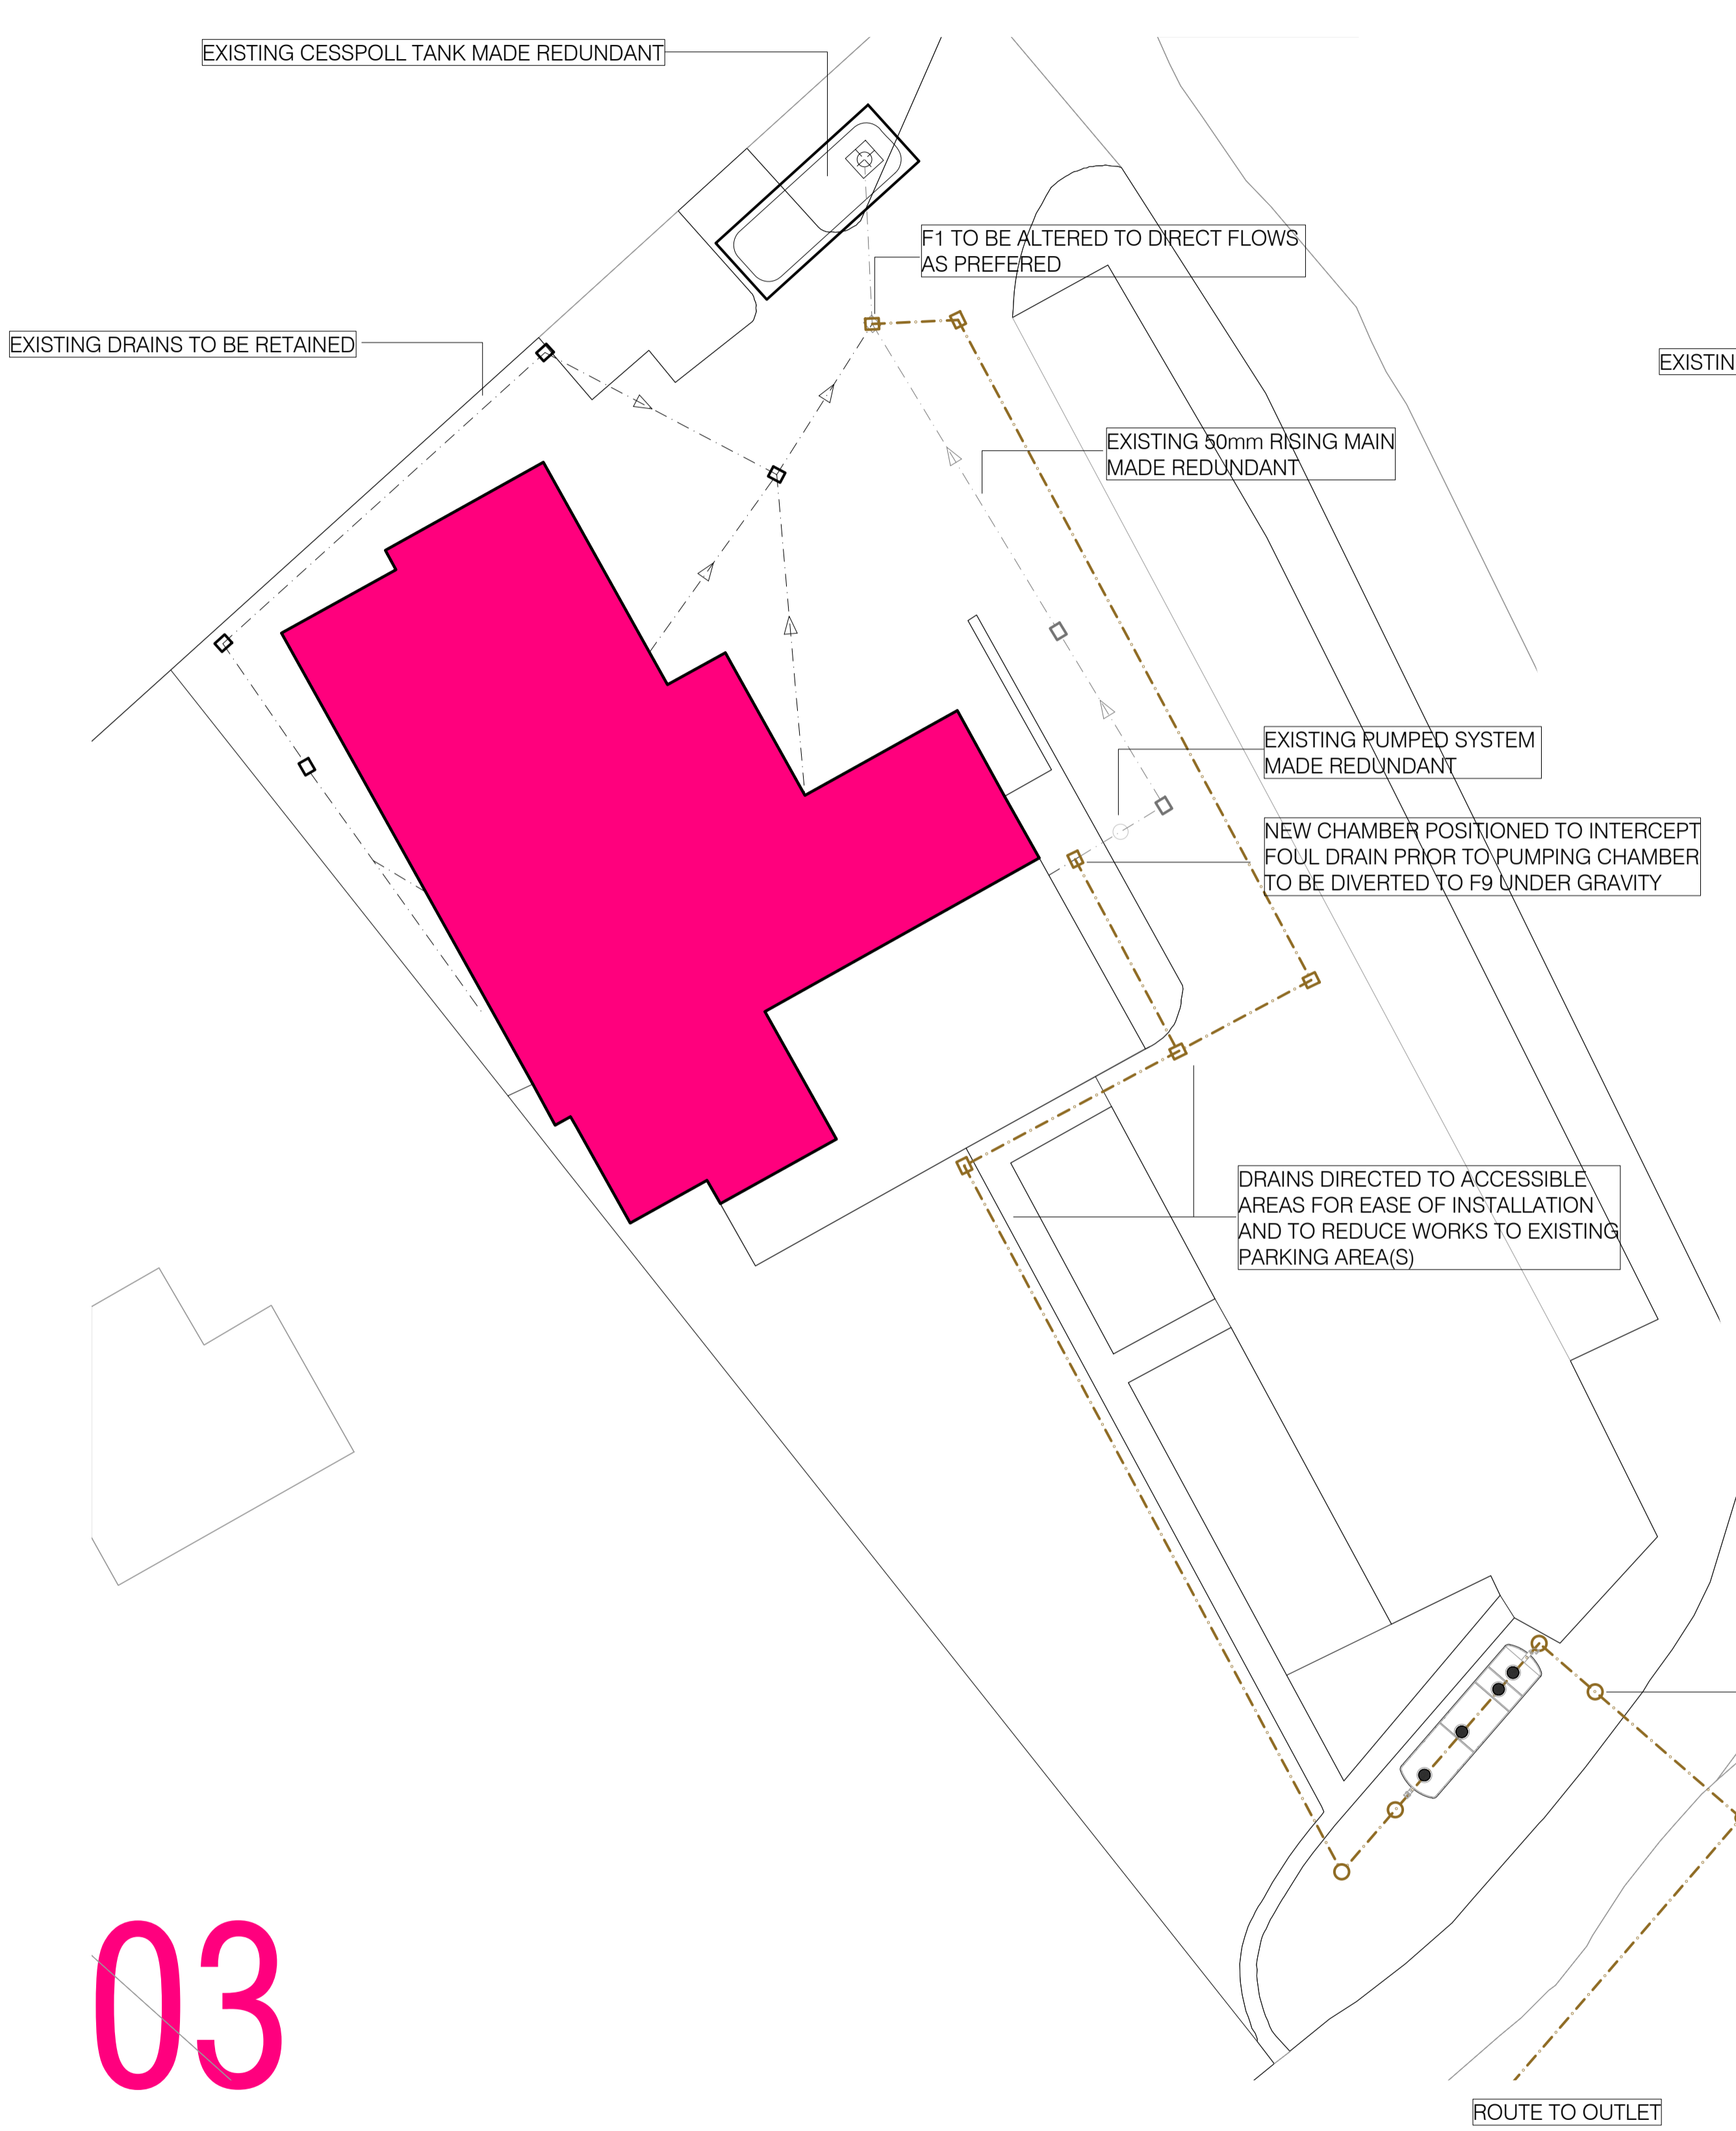 EXISTING CESSPOLL TANK MADE REDUNDANT
F1 TO BE ALTERED TO DIRECT FLOWS
AS PREFERED
EXISTING DRAINS TO BE RETAINED
EXISTIN
EXISTING 50mm RISING MAIN
MADE REDUNDANT
EXISTING PUMPED SYSTEM
MADE REDUNDANT
NEW CHAMBER POSITIONED TO INTERCEPT
FOUL DRAIN PRIOR TO PUMPING CHAMBER
TO BE DIVERTED TO F9 UNDER GRAVITY
DRAINS DIRECTED TO ACCESSIBLE
AREAS FOR EASE OF INSTALLATION
AND TO REDUCE WORKS TO EXISTING
PARKING AREA(S)
03
ROUTE TO OUTLET